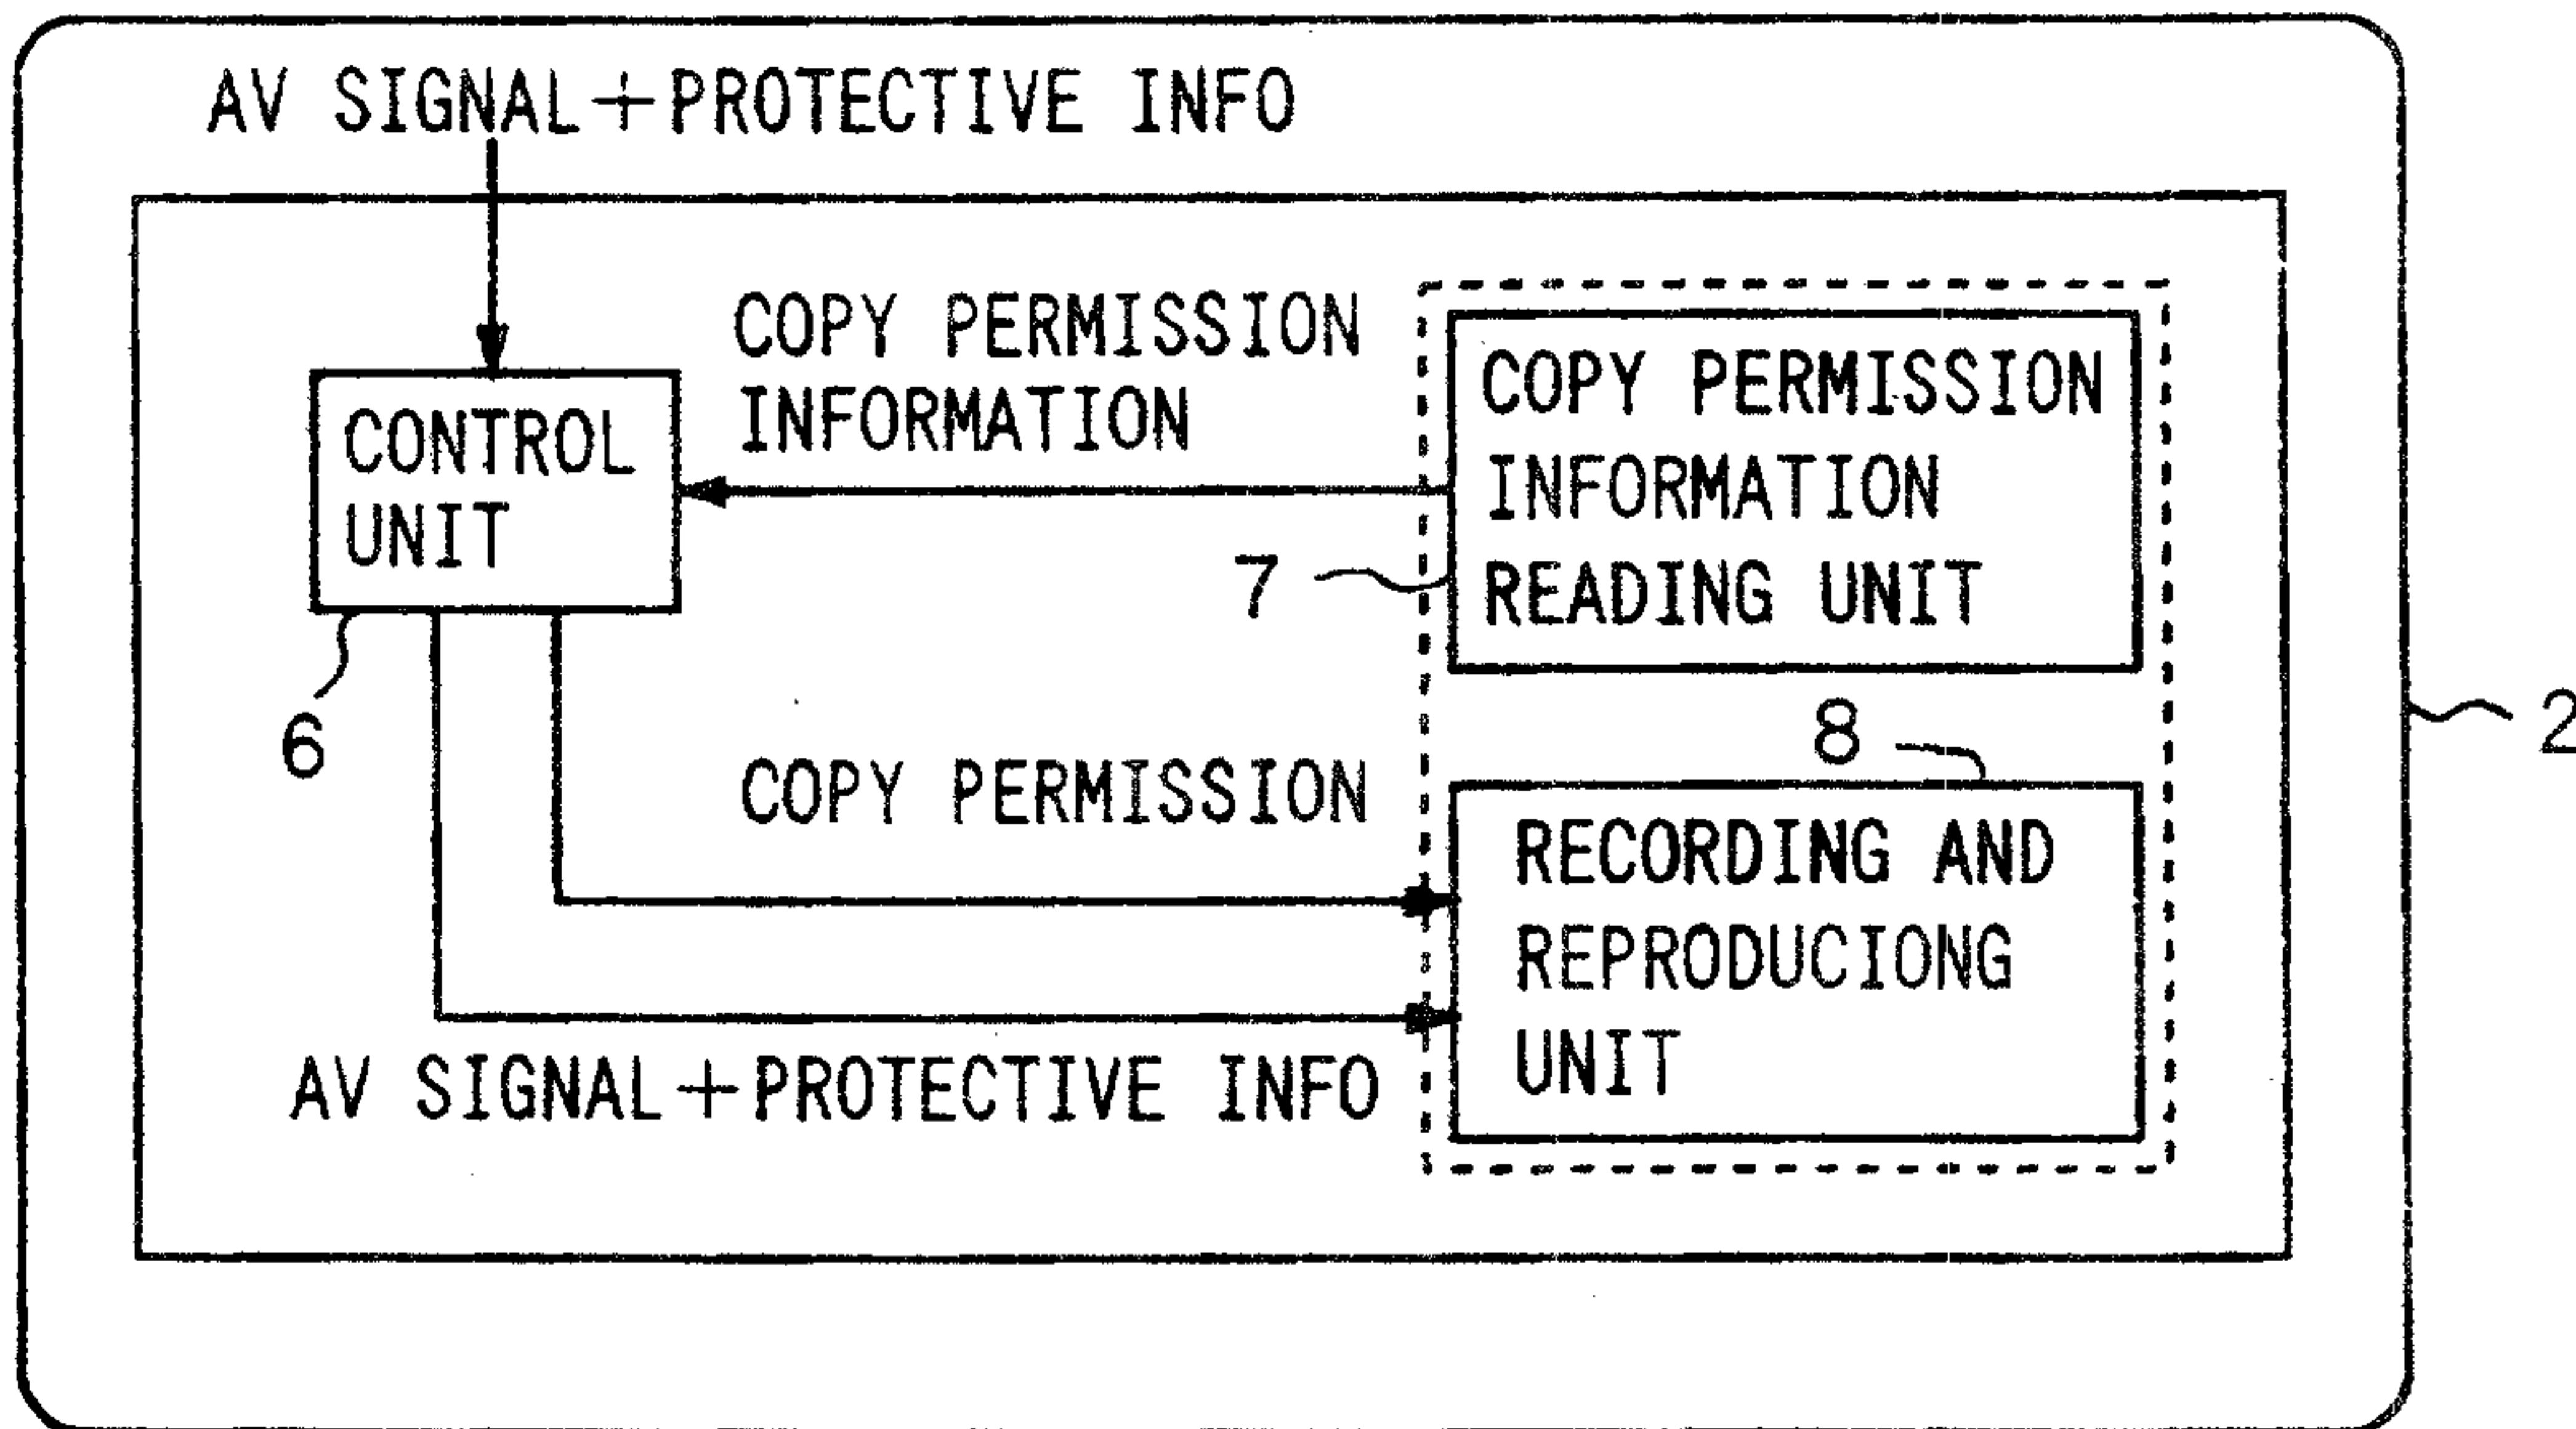 AV SIGNAL+PROTECTIVE INFO
COPY PERMISSION
INFORMATION
CONTROL
UNIT
COPY PERMISSION
INFORMATION
READING UNIT
7
6
2
8
COPY PERMISSION
RECORDING AND
REPRODUCIONG
UNIT
AV SIGNAL+PROTECTIVE INFO